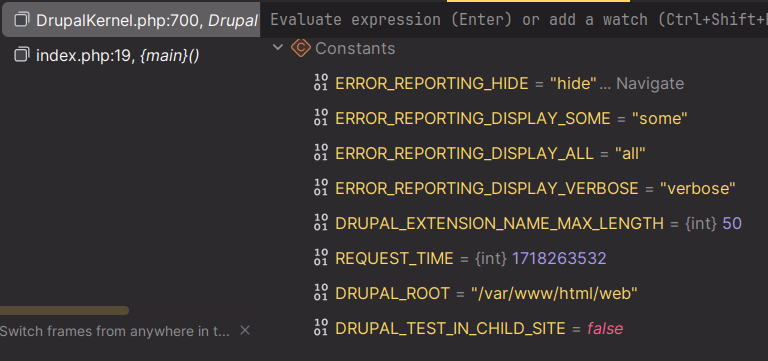 DrupalKernel.php:700, Drupal
index.php:19, {main}()
Switch frames from anywhere in t...
Evaluate expression (Enter) or add a watch (Ctrl+Shift+
Constants
ERROR_REPORTING_HIDE = "hide"... Navigate
ERROR_REPORTING_DISPLAY_SOME = "some"
ERROR_REPORTING_DISPLAY_ALL = "all"
ERROR_REPORTING_DISPLAY_VERBOSE = "verbose"
DRUPAL_EXTENSION_NAME_MAX_LENGTH = {int} 50
REQUEST_TIME = {int} 1718263532
DRUPAL_ROOT = "/var/www/html/web"
DRUPAL_TEST_IN_CHILD_SITE = false